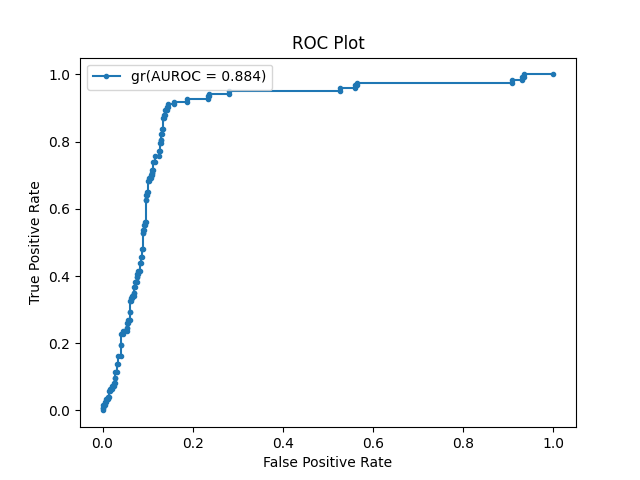 ROC Plot
gr(AUROC = 0.884)
1.0
0.8
0.6
0.4
0.2
0.0
True Positive Rate
0.0 0.2 0.4 0.6 0.8 1.0
False Positive Rate